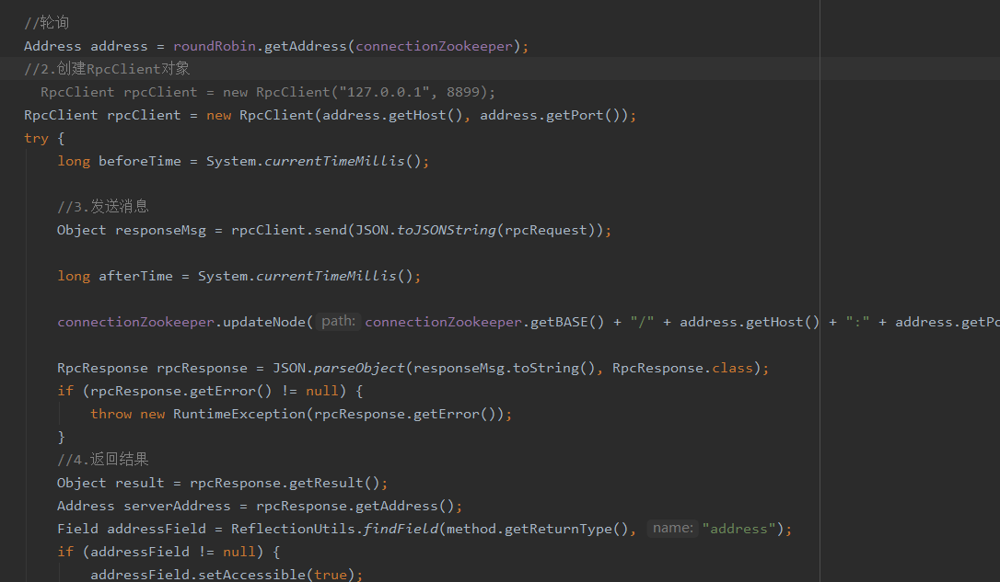 //轮询
Address address = roundRobin.getAddress(connectionZookeeper);
//2.创建RpcClient对象
RpcClient rpcClient = new RpcClient("127.0.0.1", 8899);
RpcClient rpcClient = new RpcClient(address.getHost(), address.getPort());
try {
long beforeTime = System.currentTimeMillis();
//3.发送消息
Object responseMsg = rpcClient.send(JSON.toJSONString(rpcRequest));
long afterTime = System.currentTimeMillis();
connectionZookeeper.updateNode( path: connectionZookeeper.getBASE() + "/" + address.getHost() + ":" + address.getPo
RpcResponse rpcResponse = JSON.parseObject(responseMsg.toString(), RpcResponse.class);
if (rpcResponse.getError() != null) {
throw new RuntimeException(rpcResponse.getError());
}
//4.返回结果
Object result = rpcResponse.getResult();
Address serverAddress = rpcResponse.getAddress();
Field addressField = ReflectionUtils.findField(method.getReturnType(), name: "address");
if (addressField != null) {
addressField.setAccessible(true);